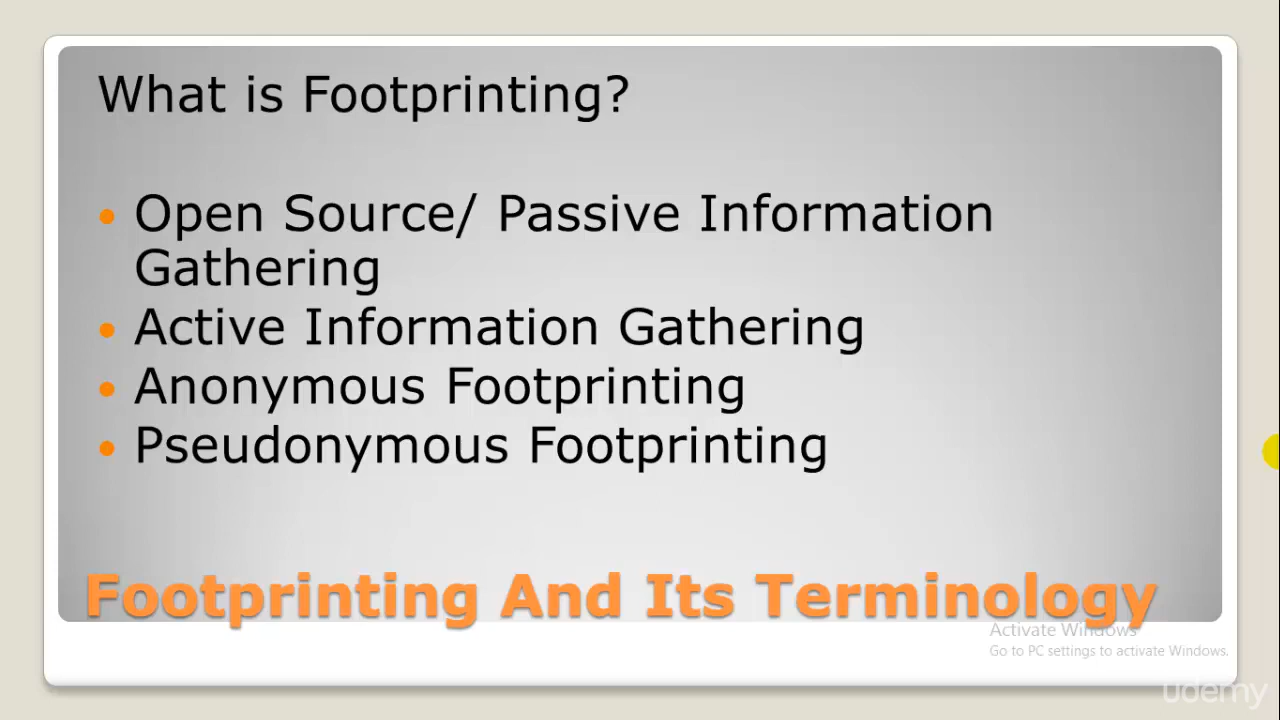 What is Footprinting?
• Open Source/ Passive Information
Gathering
• Active Information Gathering
• Anonymous Footprinting
• Pseudonymous Footprinting
Footprinting And Its Terminology
Activate Windows
Go to PC settings to activate Windows.
udemy